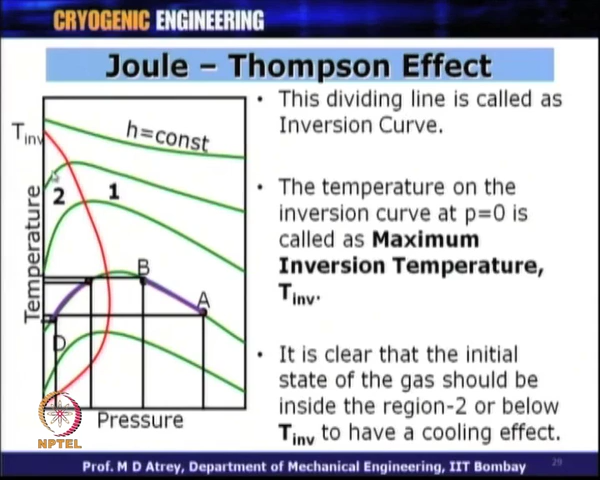 CRYOGENIC ENGINEERING
Joule – Thompson Effect
Tinv
h=const
2
1
B
A
D
Temperature
Pressure
• This dividing line is called as
Inversion Curve.
• The temperature on the
inversion curve at p=0 is
called as Maximum
Inversion Temperature,
Tinv.
• It is clear that the initial
state of the gas should be
inside the region-2 or below
Tinv to have a cooling effect.
NPTEL
Prof. M D Atrey, Department of Mechanical Engineering, IIT Bombay
29